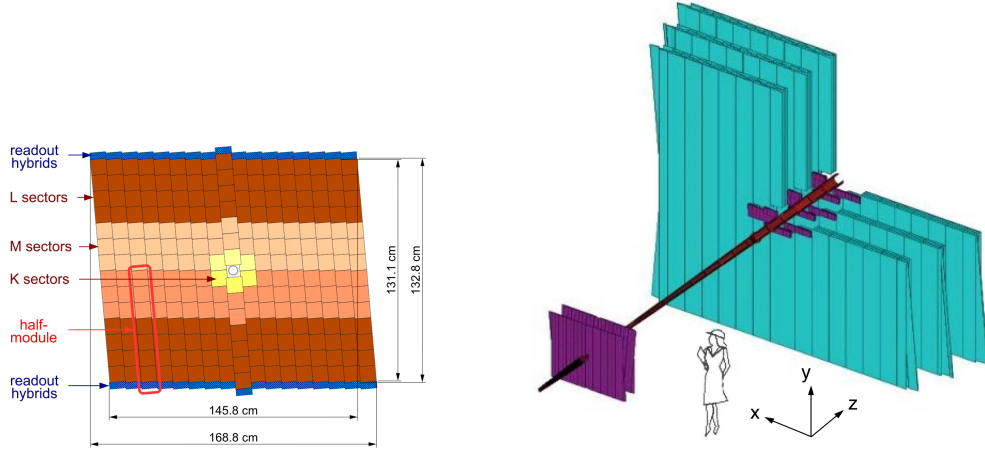 readout
hybrids
L sectors
M sectors
K sectors
half-
module
readout
hybrids
131.1 cm
132.8 cm
145.8 cm
168.8 cm
y
x
z